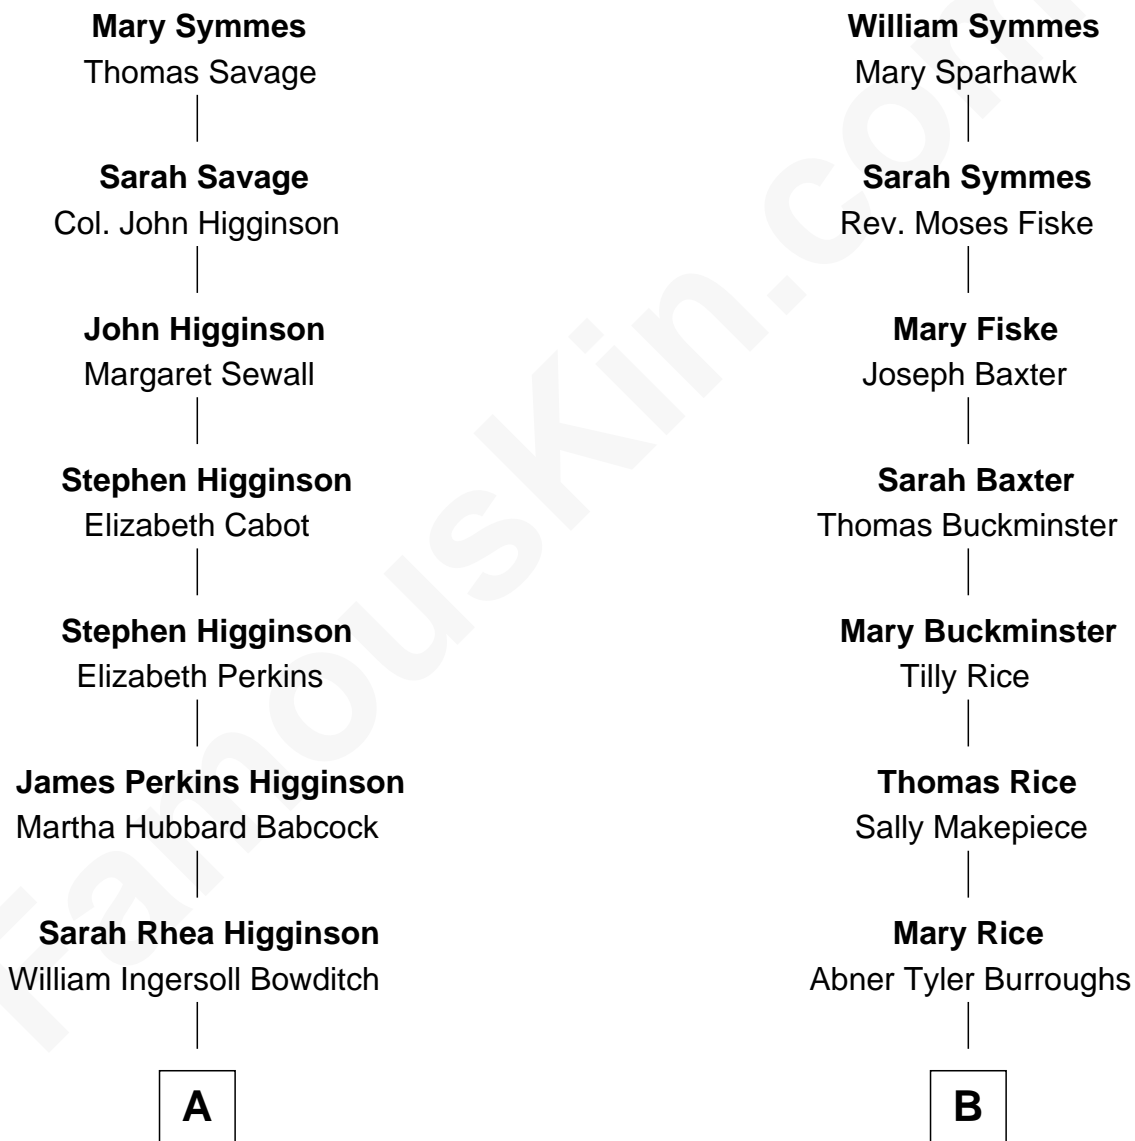 Mary Symmes
Thomas Savage
Sarah Savage
Col. John Higginson
John Higginson
Margaret Sewall
Stephen Higginson
Elizabeth Cabot
Stephen Higginson
Elizabeth Perkins
James Perkins Higginson
Martha Hubbard Babcock
Sarah Rhea Higginson
William Ingersoll Bowditch
A
William Symmes
Mary Sparhawk
Sarah Symmes
Rev. Moses Fiske
Mary Fiske
Joseph Baxter
Sarah Baxter
Thomas Buckminster
Mary Buckminster
Tilly Rice
Thomas Rice
Sally Makepiece
Mary Rice
Abner Tyler Burroughs
B
FamousKin.com